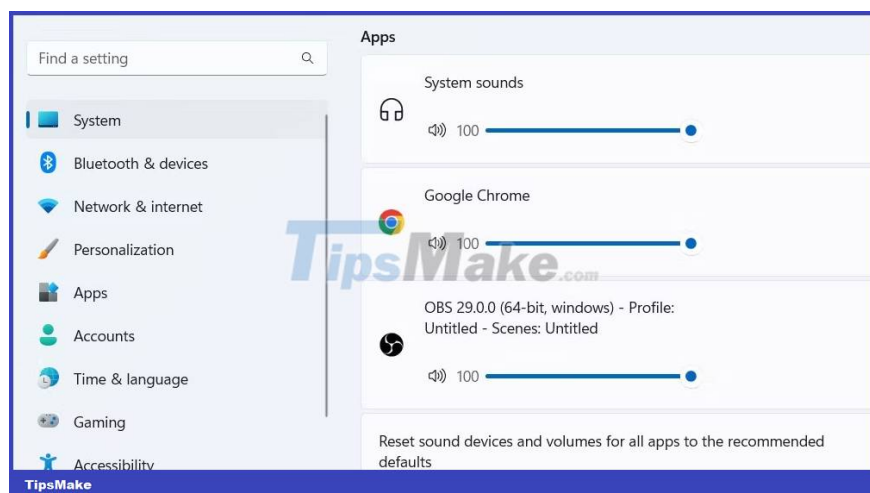 Find a setting
System
Bluetooth & devices
Network & internet
Personalization
Apps
Accounts
Time & language
Gaming
Accessibility
Apps
System sounds
100
Google Chrome
100
OBS 29.0.0 (64-bit, windows) - Profile:
Untitled - Scenes: Untitled
100
Reset sound devices and volumes for all apps to the recommended
defaults
TipsMake.com
TipsMake